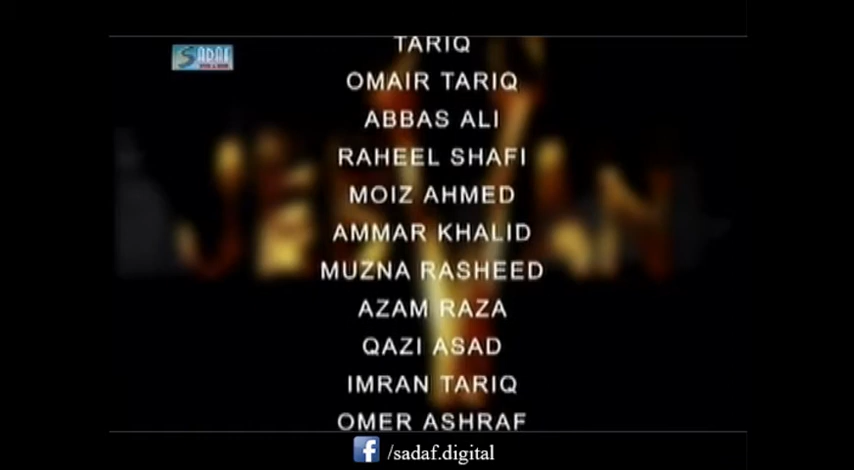 SADAF
TARIQ
OMAIR TARIQ
ABBAS ALI
RAHEEL SHAFI
MOIZ AHMED
AMMAR KHALID
MUZNA RASHEED
AZAM RAZA
QAZI ASAD
IMRAN TARIQ
OMER ASHRAF
f /sadaf.digital